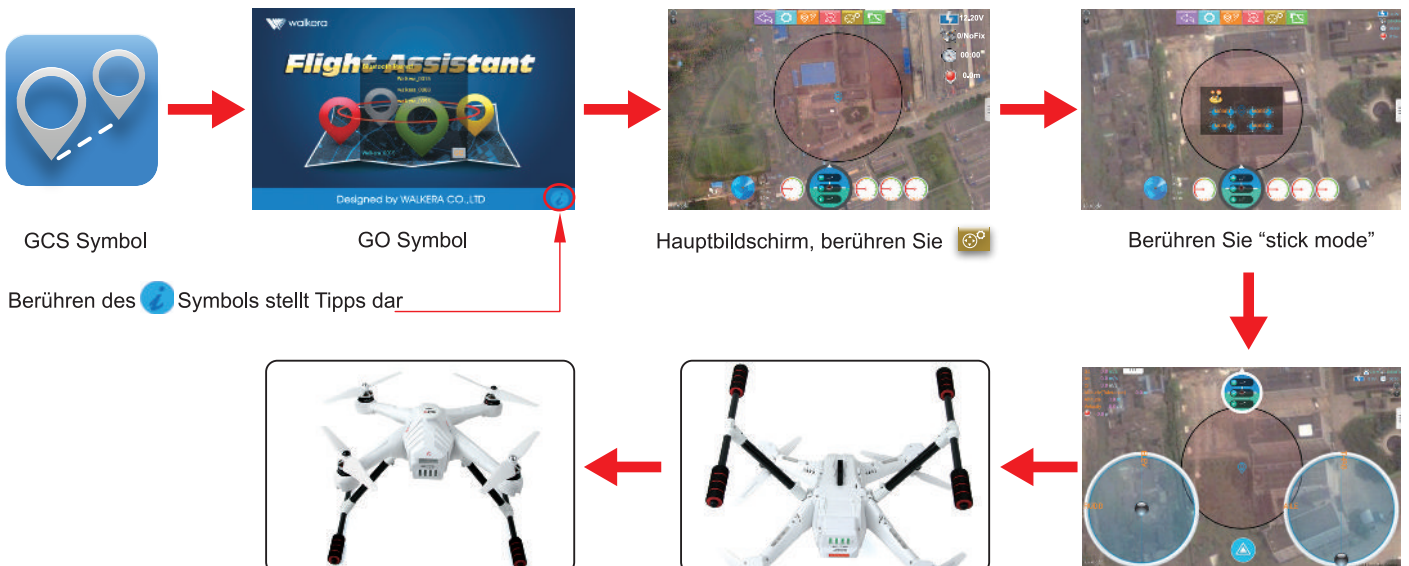 walkera
Flight Assistant
Designed by WALKERA CO.,LTD
12.20V
0/NoFix
00:00"
0.0m
GCS Symbol
GO Symbol
Hauptbildschirm, berühren Sie
Berühren Sie “stick mode”
Berühren des Symbols stellt Tipps dar